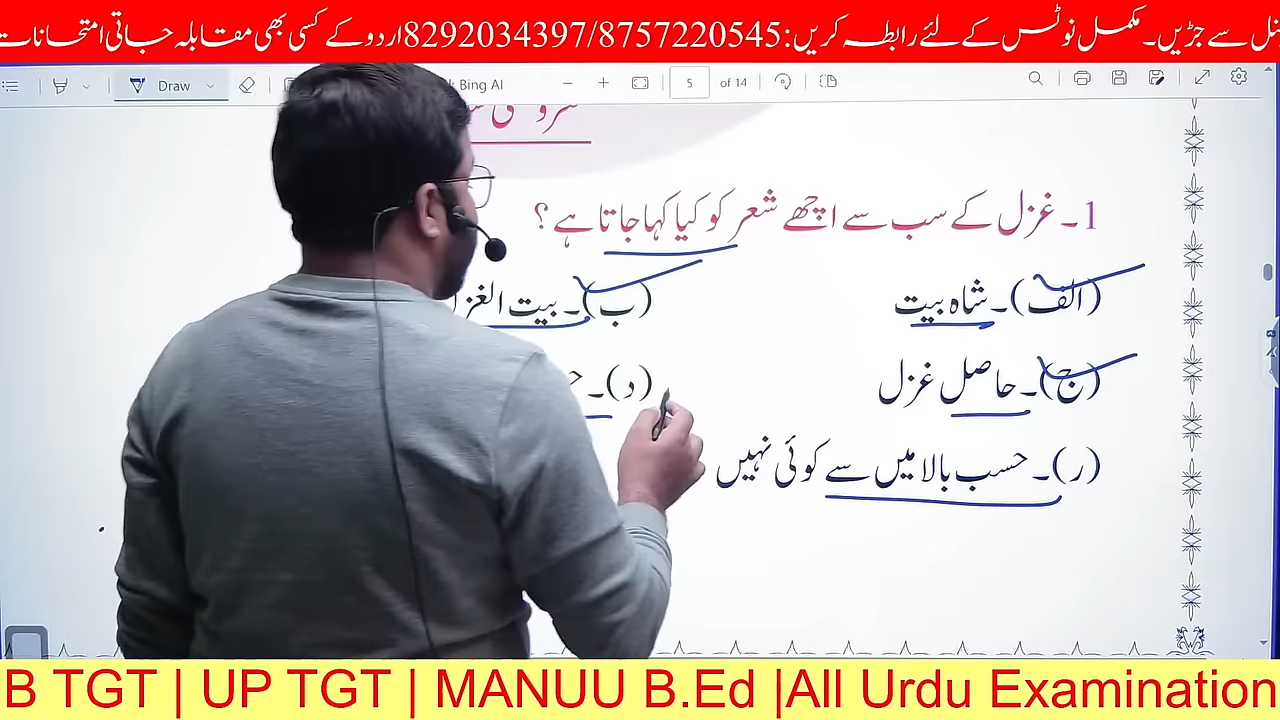 سے جڑیں۔ مکمل نوٹس کے لئے رابطہ کریں: 8292034397/8757220545 اردو کے کسی بھی مقابلہ جاتی امتحانات
Draw
Bing AI
5 of 14
1۔ غزل کے سب سے اچھے شعر کو کیا کہا جاتا ہے ؟
(الف)۔ شاہ بیت
(ب)۔ بیت
(ج)۔ حاصل غزل
(د)۔
(ر)۔ حسب بالا میں سے کوئی نہیں
B TGT | UP TGT | MANUU B.Ed |All Urdu Examination